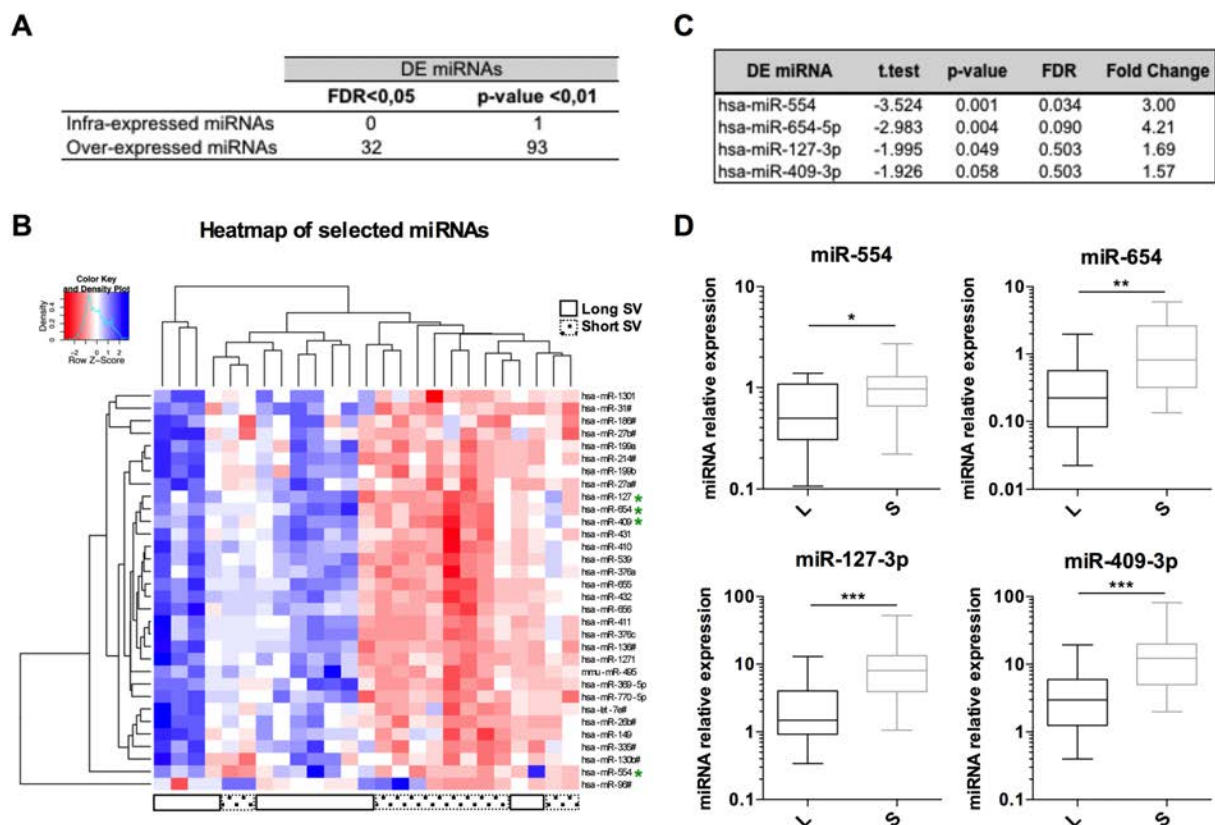 A
DE miRNAs
FDR<0,05 p-value <0,01
Infra-expressed miRNAs 0 1
Over-expressed miRNAs 32 93
C
DE miRNA t.test p-value FDR Fold Change
hsa-miR-554 -3.524 0.001 0.034 3.00
hsa-miR-654-5p -2.983 0.004 0.090 4.21
hsa-miR-127-3p -1.995 0.049 0.503 1.69
hsa-miR-409-3p -1.926 0.058 0.503 1.57
B
Heatmap of selected miRNAs
Color Key
and Density Plot
Density
0 0.2 0.4
-2 -1 0 1 2
Row Z-Score
Long SV
Short SV
hsa-miR-1301
hsa-miR-31#
hsa-miR-186#
hsa-miR-27b#
hsa-miR-199a
hsa-miR-214#
hsa-miR-199b
hsa-miR-27a#
hsa-miR-127 *
hsa-miR-654 *
hsa-miR-409 *
hsa-miR-431
hsa-miR-410
hsa-miR-539
hsa-miR-376a
hsa-miR-655
hsa-miR-432
hsa-miR-656
hsa-miR-411
hsa-miR-376c
hsa-miR-136#
hsa-miR-1271
mmu-miR-495
hsa-miR-369-5p
hsa-miR-770-5p
hsa-let-7e#
hsa-miR-26b#
hsa-miR-149
hsa-miR-335#
hsa-miR-130b#
hsa-miR-554 *
hsa-miR-96#
D
miR-554
miRNA relative expression
10
1
0.1
*
L S
miR-654
miRNA relative expression
10
1
0.10
0.01
**
L S
miR-127-3p
miRNA relative expression
100
10
1
0.1
***
L S
miR-409-3p
miRNA relative expression
100
10
1
0.1
***
L S